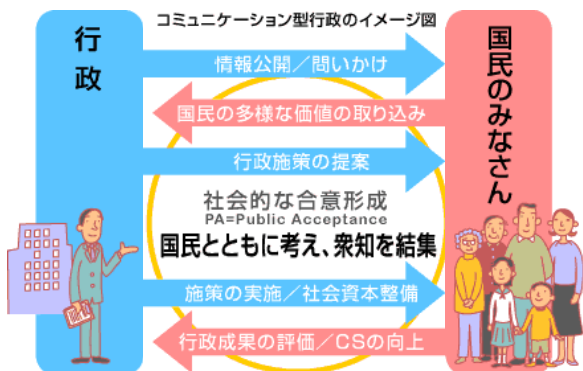 コミュニケーション型行政のイメージ図
行政
国民のみなさん
情報公開／問いかけ
国民の多様な価値の取り込み
行政施策の提案
社会的な合意形成
PA=Public Acceptance
国民とともに考え、衆知を結集
施策の実施／社会資本整備
行政成果の評価／CSの向上